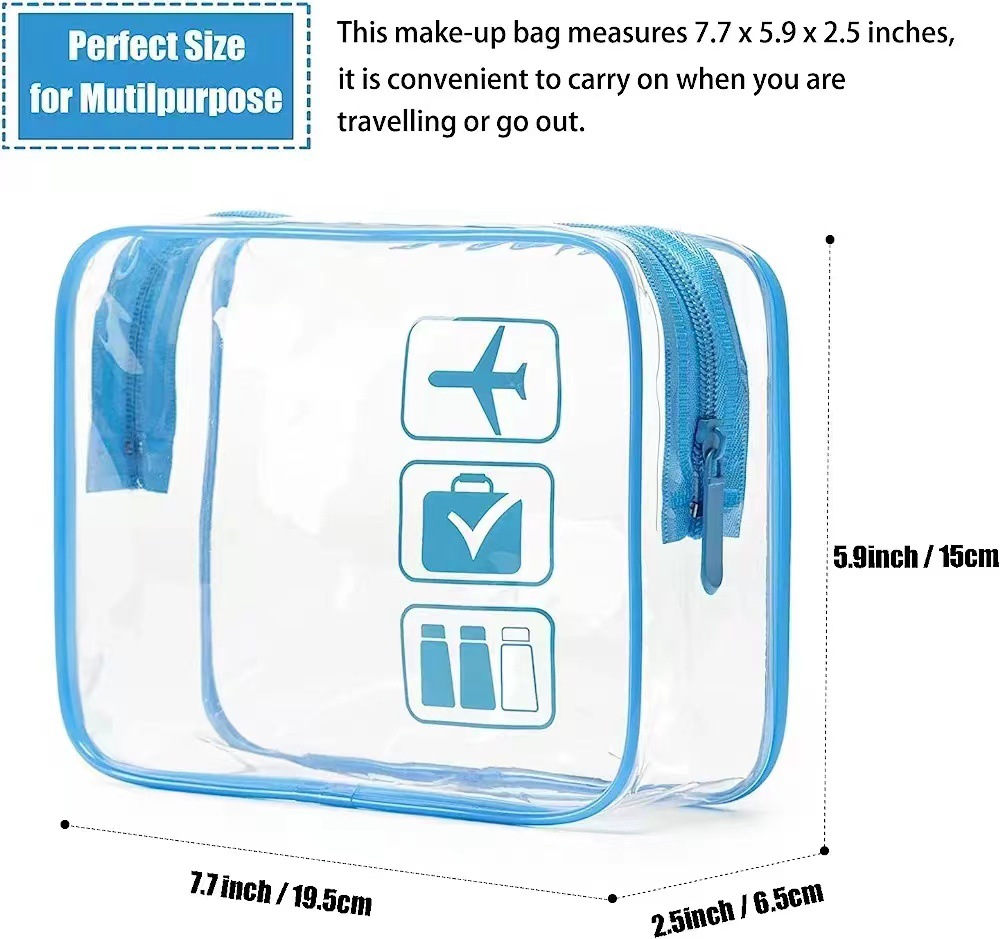 Perfect Size
for Mutilpurpose
This make-up bag measures 7.7 x 5.9 x 2.5 inches,
it is convenient to carry on when you are
travelling or go out.
5.9inch / 15cm
7.7inch / 19.5cm
2.5inch / 6.5cm